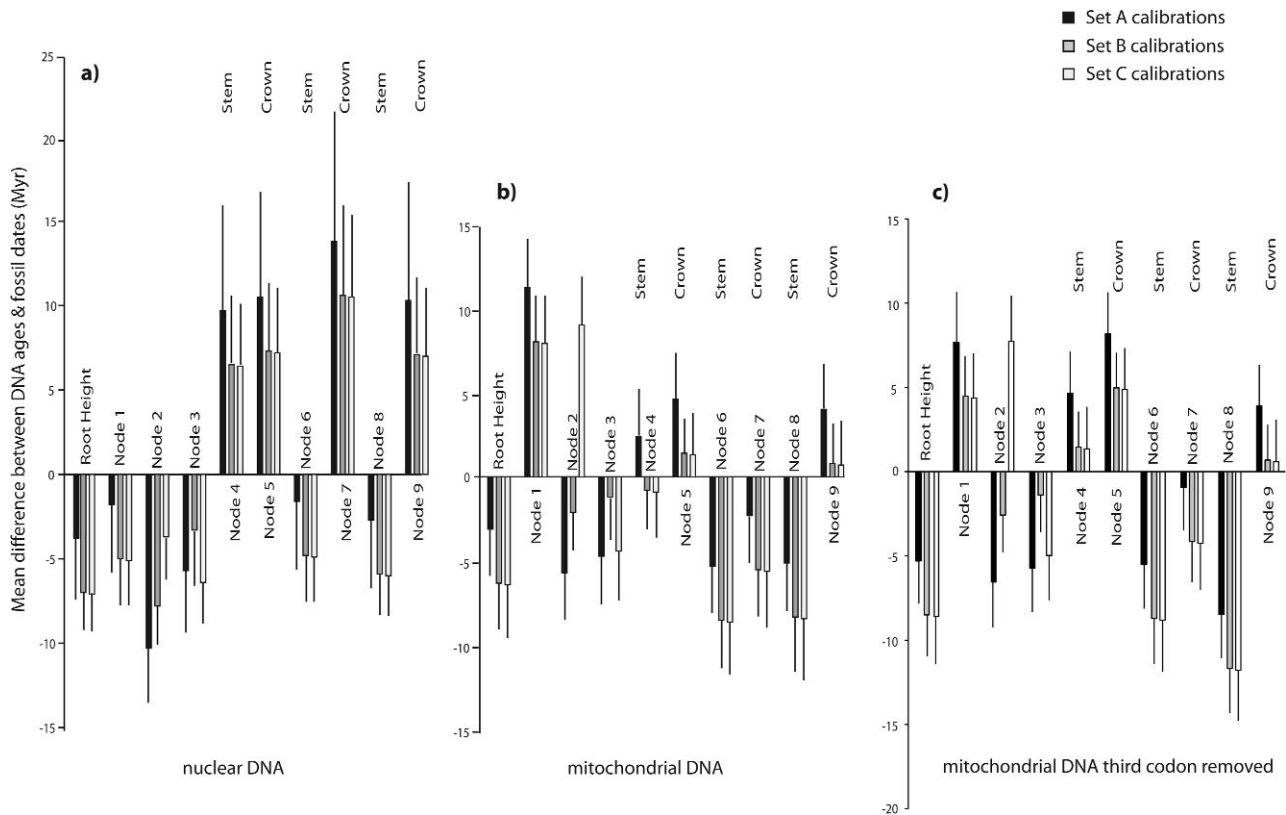 Set A calibrations
Set B calibrations
Set C calibrations
Mean difference between DNA ages & fossil dates (Myr)
a)
25
20
15
10
5
0
-5
-10
-15
Stem
Crown
Stem
Crown
Stem
Crown
Root Height
Node 1
Node 2
Node 3
Node 4
Node 5
Node 6
Node 7
Node 8
Node 9
nuclear DNA
b)
15
10
5
0
-5
-10
-15
Stem
Crown
Stem
Crown
Stem
Crown
Root Height
Node 1
Node 2
Node 3
Node 4
Node 5
Node 6
Node 7
Node 8
Node 9
mitochondrial DNA
c)
15
10
5
0
-5
-10
-15
-20
Stem
Crown
Stem
Crown
Stem
Crown
Root Height
Node 1
Node 2
Node 3
Node 4
Node 5
Node 6
Node 7
Node 8
Node 9
mitochondrial DNA third codon removed